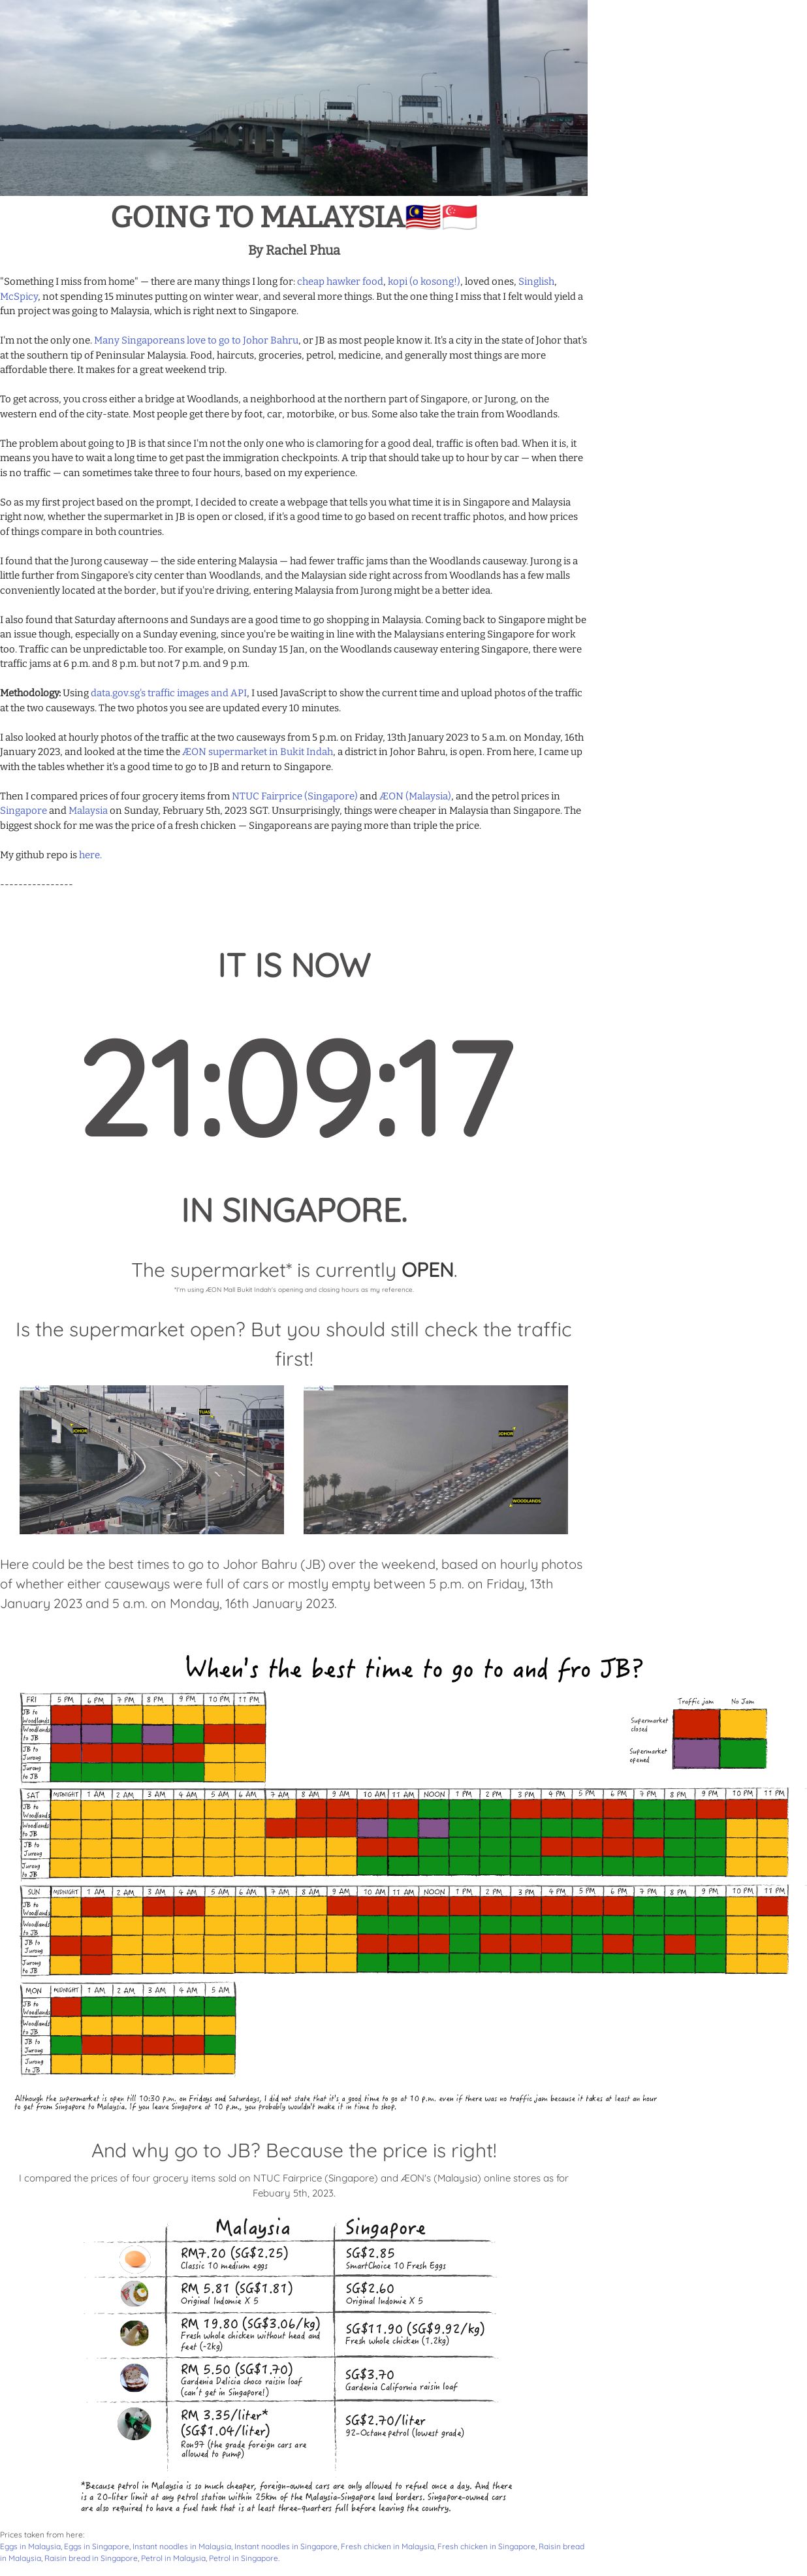 GOING TO MALAYSIA🇲🇾🇸🇬
By Rachel Phua
"Something I miss from home" — there are many things I long for: cheap hawker food, kopi (o kosong!), loved ones, Singlish,
McSpicy, not spending 15 minutes putting on winter wear, and several more things. But the one thing I miss that I felt would yield a
fun project was going to Malaysia, which is right next to Singapore.
I'm not the only one. Many Singaporeans love to go to Johor Bahru, or JB as most people know it. It's a city in the state of Johor that's
at the southern tip of Peninsular Malaysia. Food, haircuts, groceries, petrol, medicine, and generally most things are more
affordable there. It makes for a great weekend trip.
To get across, you cross either a bridge at Woodlands, a neighborhood at the northern part of Singapore, or Jurong, on the
western end of the city-state. Most people get there by foot, car, motorbike, or bus. Some also take the train from Woodlands.
The problem about going to JB is that since I'm not the only one who is clamoring for a good deal, traffic is often bad. When it is, it
means you have to wait a long time to get past the immigration checkpoints. A trip that should take up to hour by car — when there
is no traffic — can sometimes take three to four hours, based on my experience.
So as my first project based on the prompt, I decided to create a webpage that tells you what time it is in Singapore and Malaysia
right now, whether the supermarket in JB is open or closed, if it's a good time to go based on recent traffic photos, and how prices
of things compare in both countries.
I found that the Jurong causeway — the side entering Malaysia — had fewer traffic jams than the Woodlands causeway. Jurong is a
little further from Singapore's city center than Woodlands, and the Malaysian side right across from Woodlands has a few malls
conveniently located at the border, but if you're driving, entering Malaysia from Jurong might be a better idea.
I also found that Saturday afternoons and Sundays are a good time to go shopping in Malaysia. Coming back to Singapore might be
an issue though, especially on a Sunday evening, since you're be waiting in line with the Malaysians entering Singapore for work
too. Traffic can be unpredictable too. For example, on Sunday 15 Jan, on the Woodlands causeway entering Singapore, there were
traffic jams at 6 p.m. and 8 p.m. but not 7 p.m. and 9 p.m.
Methodology: Using data.gov.sg's traffic images and API, I used JavaScript to show the current time and upload photos of the traffic
at the two causeways. The two photos you see are updated every 10 minutes.
I also looked at hourly photos of the traffic at the two causeways from 5 p.m. on Friday, 13th January 2023 to 5 a.m. on Monday, 16th
January 2023, and looked at the time the ÆON supermarket in Bukit Indah, a district in Johor Bahru, is open. From here, I came up
with the tables whether it's a good time to go to JB and return to Singapore.
Then I compared prices of four grocery items from NTUC Fairprice (Singapore) and ÆON (Malaysia), and the petrol prices in
Singapore and Malaysia on Sunday, February 5th, 2023 SGT. Unsurprisingly, things were cheaper in Malaysia than Singapore. The
biggest shock for me was the price of a fresh chicken — Singaporeans are paying more than triple the price.
My github repo is here.
----------------
IT IS NOW
21:09:17
IN SINGAPORE.
The supermarket* is currently OPEN.
*I'm using ÆON Mall Bukit Indah's opening and closing hours as my reference.
Is the supermarket open? But you should still check the traffic
first!
JOHOR TUAS
JOHOR
WOODLANDS
Here could be the best times to go to Johor Bahru (JB) over the weekend, based on hourly photos
of whether either causeways were full of cars or mostly empty between 5 p.m. on Friday, 13th
January 2023 and 5 a.m. on Monday, 16th January 2023.
When's the best time to go to and fro JB?
Traffic jam No Jam
Supermarket
closed
Supermarket
opened
FRI 5 PM 6 PM 7 PM 8 PM 9 PM 10 PM 11 PM
JB to
Woodlands
Woodlands
to JB
JB to
Jurong
Jurong
to JB
SAT MIDNIGHT 1 AM 2 AM 3 AM 4 AM 5 AM 6 AM 7 AM 8 AM 9 AM 10 AM 11 AM NOON 1 PM 2 PM 3 PM 4 PM 5 PM 6 PM 7 PM 8 PM 9 PM 10 PM 11 PM
JB to
Woodlands
Woodlands
to JB
JB to
Jurong
Jurong
to JB
SUN MIDNIGHT 1 AM 2 AM 3 AM 4 AM 5 AM 6 AM 7 AM 8 AM 9 AM 10 AM 11 AM NOON 1 PM 2 PM 3 PM 4 PM 5 PM 6 PM 7 PM 8 PM 9 PM 10 PM 11 PM
JB to
Woodlands
Woodlands
to JB
JB to
Jurong
Jurong
to JB
MON MIDNIGHT 1 AM 2 AM 3 AM 4 AM 5 AM
JB to
Woodlands
Woodlands
to JB
JB to
Jurong
Jurong
to JB
Although the supermarket is open till 10:30 p.m. on Fridays and Saturdays, I did not state that it's a good time to go at 10 p.m. even if there was no traffic jam because it takes at least an hour
to get from Singapore to Malaysia. If you leave Singapore at 10 p.m., you probably wouldn't make it in time to shop.
And why go to JB? Because the price is right!
I compared the prices of four grocery items sold on NTUC Fairprice (Singapore) and ÆON's (Malaysia) online stores as for
Febuary 5th, 2023.
Malaysia Singapore
RM7.20 (SG$2.25) SG$2.85
Classic 10 medium eggs SmartChoice 10 Fresh Eggs
RM 5.81 (SG$1.81) SG$2.60
Original Indomie X 5 Original Indomie X 5
RM 19.80 (SG$3.06/kg) SG$11.90 (SG$9.92/kg)
Fresh whole chicken without head and Fresh whole chicken (1.2kg)
feet (~2kg)
RM 5.50 (SG$1.70) SG$3.70
Gardenia Delicia choco raisin loaf Gardenia California raisin loaf
(can't get in Singapore!)
RM 3.35/liter* SG$2.70/liter
(SG$1.04/liter) 92-Octane petrol (lowest grade)
Ron97 (the grade foreign cars are
allowed to pump)
*Because petrol in Malaysia is so much cheaper, foreign-owned cars are only allowed to refuel once a day. And there
is a 20-liter limit at any petrol station within 25km of the Malaysia-Singapore land borders. Singapore-owned cars
are also required to have a fuel tank that is at least three-quarters full before leaving the country.
Prices taken from here:
Eggs in Malaysia, Eggs in Singapore, Instant noodles in Malaysia, Instant noodles in Singapore, Fresh chicken in Malaysia, Fresh chicken in Singapore, Raisin bread
in Malaysia, Raisin bread in Singapore, Petrol in Malaysia, Petrol in Singapore.